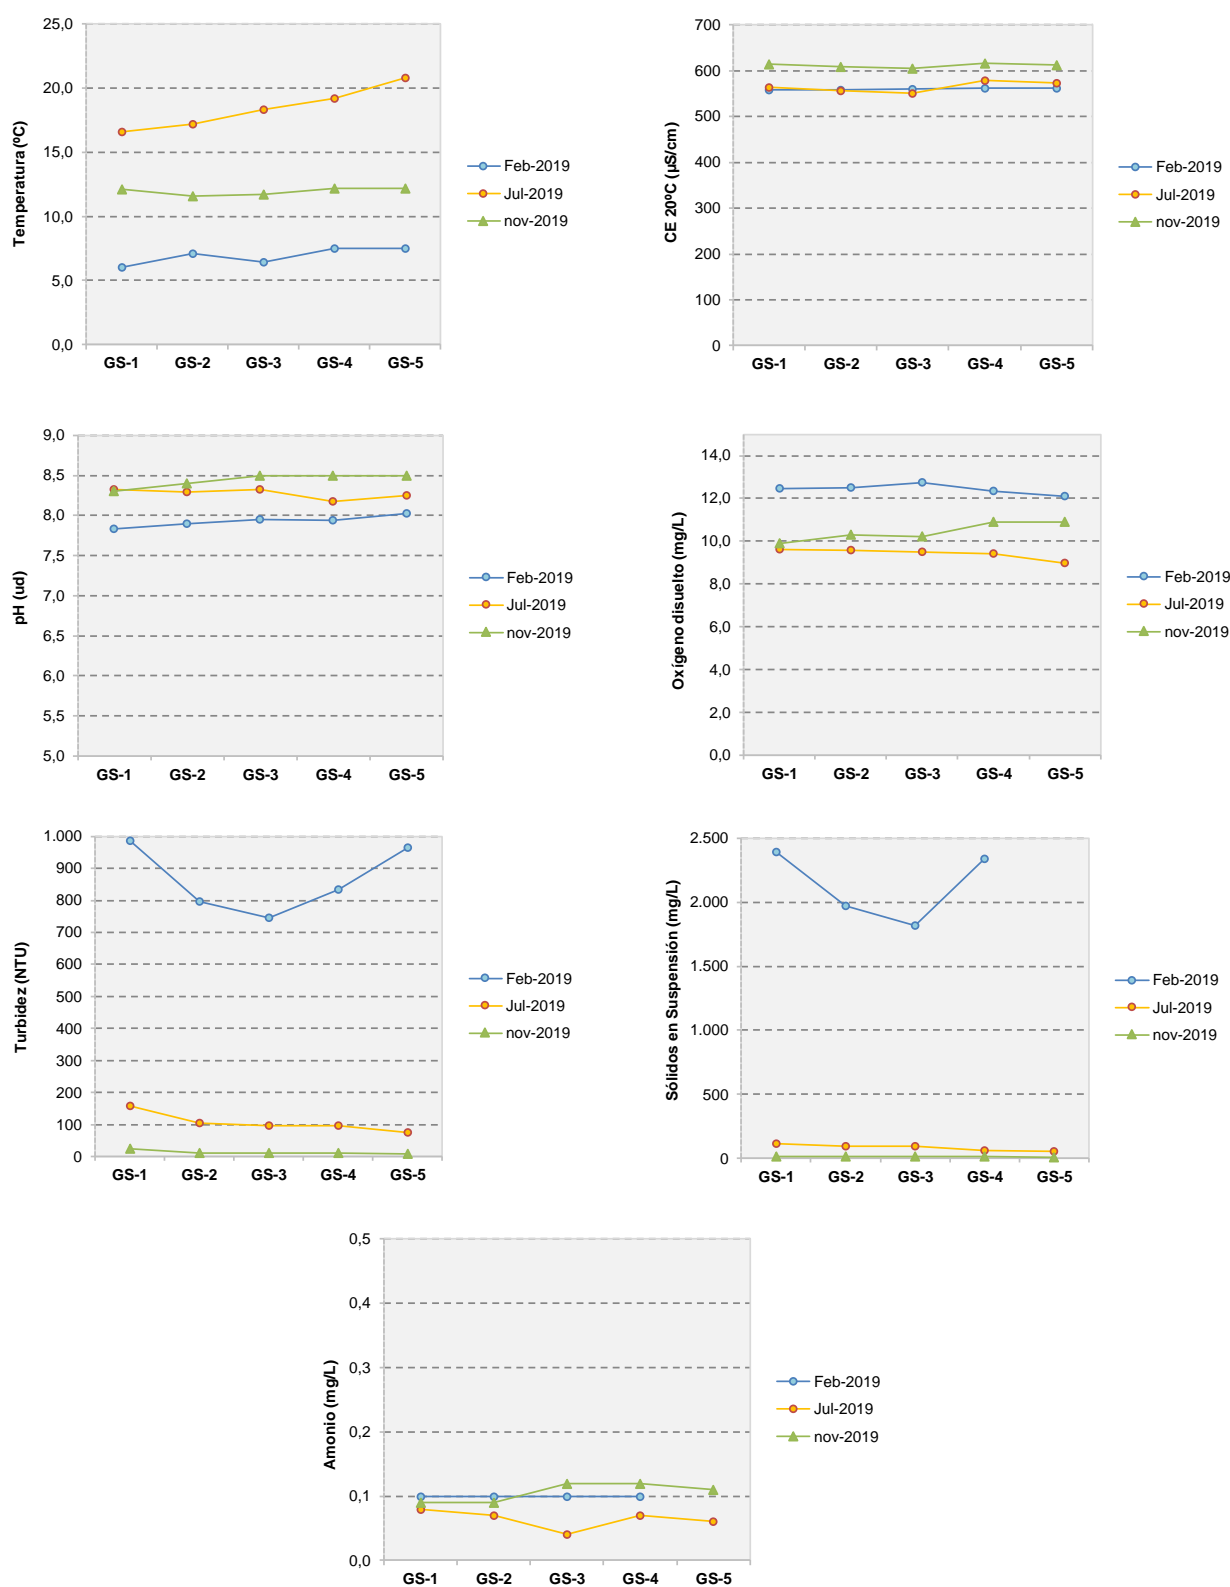 Temperatura (ºC)
25,0
20,0
15,0
10,0
5,0
0,0
GS-1 GS-2 GS-3 GS-4 GS-5
Feb-2019
Jul-2019
nov-2019
CE 20ºC (µS/cm)
700
600
500
400
300
200
100
0
GS-1 GS-2 GS-3 GS-4 GS-5
Feb-2019
Jul-2019
nov-2019
pH (ud)
9,0
8,5
8,0
7,5
7,0
6,5
6,0
5,5
5,0
GS-1 GS-2 GS-3 GS-4 GS-5
Feb-2019
Jul-2019
nov-2019
Oxígeno disuelto (mg/L)
14,0
12,0
10,0
8,0
6,0
4,0
2,0
0,0
GS-1 GS-2 GS-3 GS-4 GS-5
Feb-2019
Jul-2019
nov-2019
Turbidez (NTU)
1.000
900
800
700
600
500
400
300
200
100
0
GS-1 GS-2 GS-3 GS-4 GS-5
Feb-2019
Jul-2019
nov-2019
Sólidos en Suspensión (mg/L)
2.500
2.000
1.500
1.000
500
0
GS-1 GS-2 GS-3 GS-4 GS-5
Feb-2019
Jul-2019
nov-2019
Amonio (mg/L)
0,5
0,4
0,3
0,2
0,1
0,0
GS-1 GS-2 GS-3 GS-4 GS-5
Feb-2019
Jul-2019
nov-2019